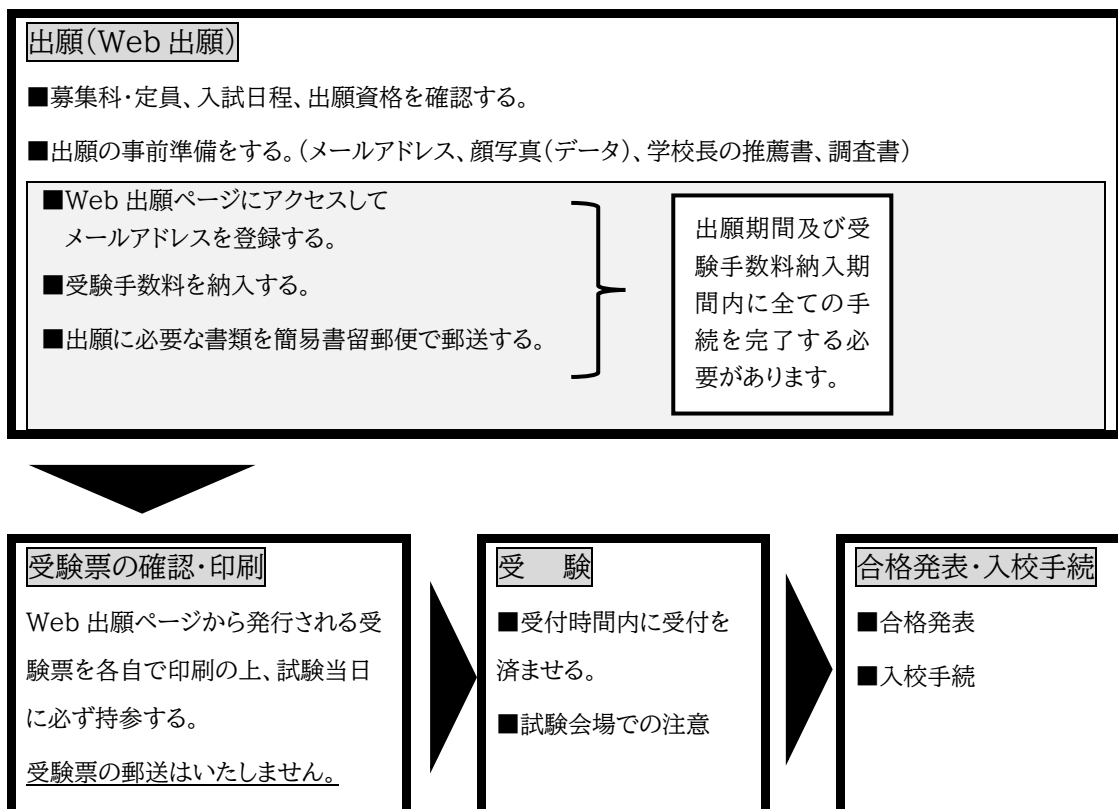 出願(Web 出願)
■募集科・定員、入試日程、出願資格を確認する。
■出願の事前準備をする。(メールアドレス、顔写真(データ)、学校長の推薦書、調査書)
■Web 出願ページにアクセスして
メールアドレスを登録する。
■受験手数料を納入する。
■出願に必要な書類を簡易書留郵便で郵送する。
出願期間及び受
験手数料納入期
間内に全ての手
続を完了する必
要があります。
受験票の確認・印刷
Web 出願ページから発行される受
験票を各自で印刷の上、試験当日
に必ず持参する。
受験票の郵送はいたしません。
受　験
■受付時間内に受付を
済ませる。
■試験会場での注意
合格発表・入校手続
■合格発表
■入校手続